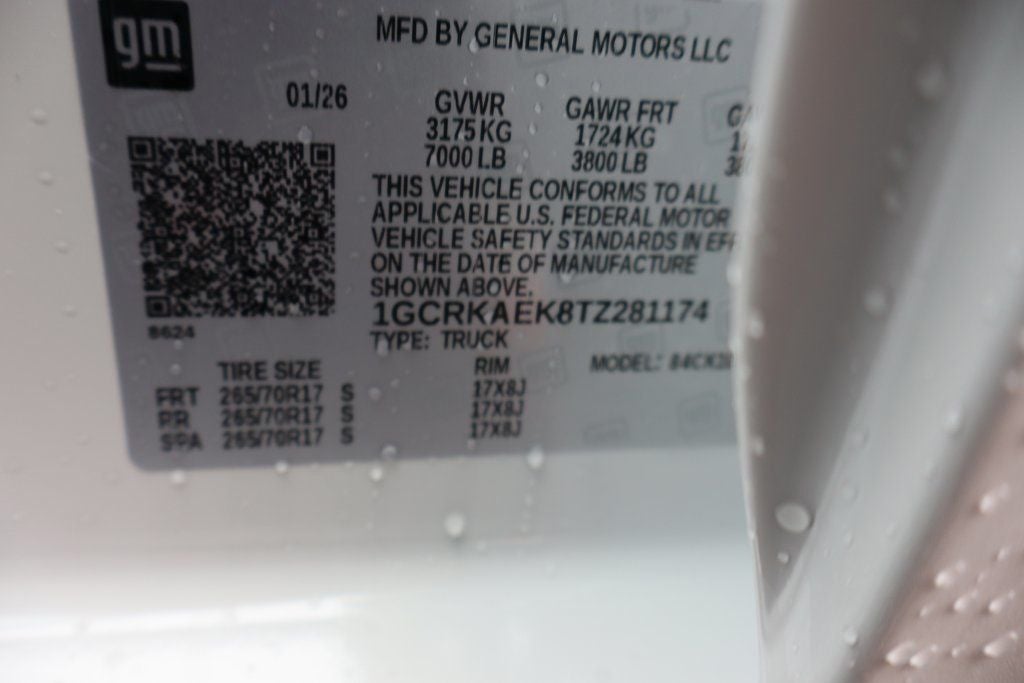 gm
MFD BY GENERAL MOTORS LLC
01/26
GVWR GAWR FRT
3175 KG 1724 KG
7000 LB 3800 LB
THIS VEHICLE CONFORMS TO ALL
APPLICABLE U.S. FEDERAL MOTOR
VEHICLE SAFETY STANDARDS IN EFF
ON THE DATE OF MANUFACTURE
SHOWN ABOVE.
1GCRKAEK8TZ281174
8624
TYPE: TRUCK
TIRE SIZE RIM MODEL:
FRT 265/70R17 S 17X8J
RR 265/70R17 S 17X8J
SPA 265/70R17 S 17X8J